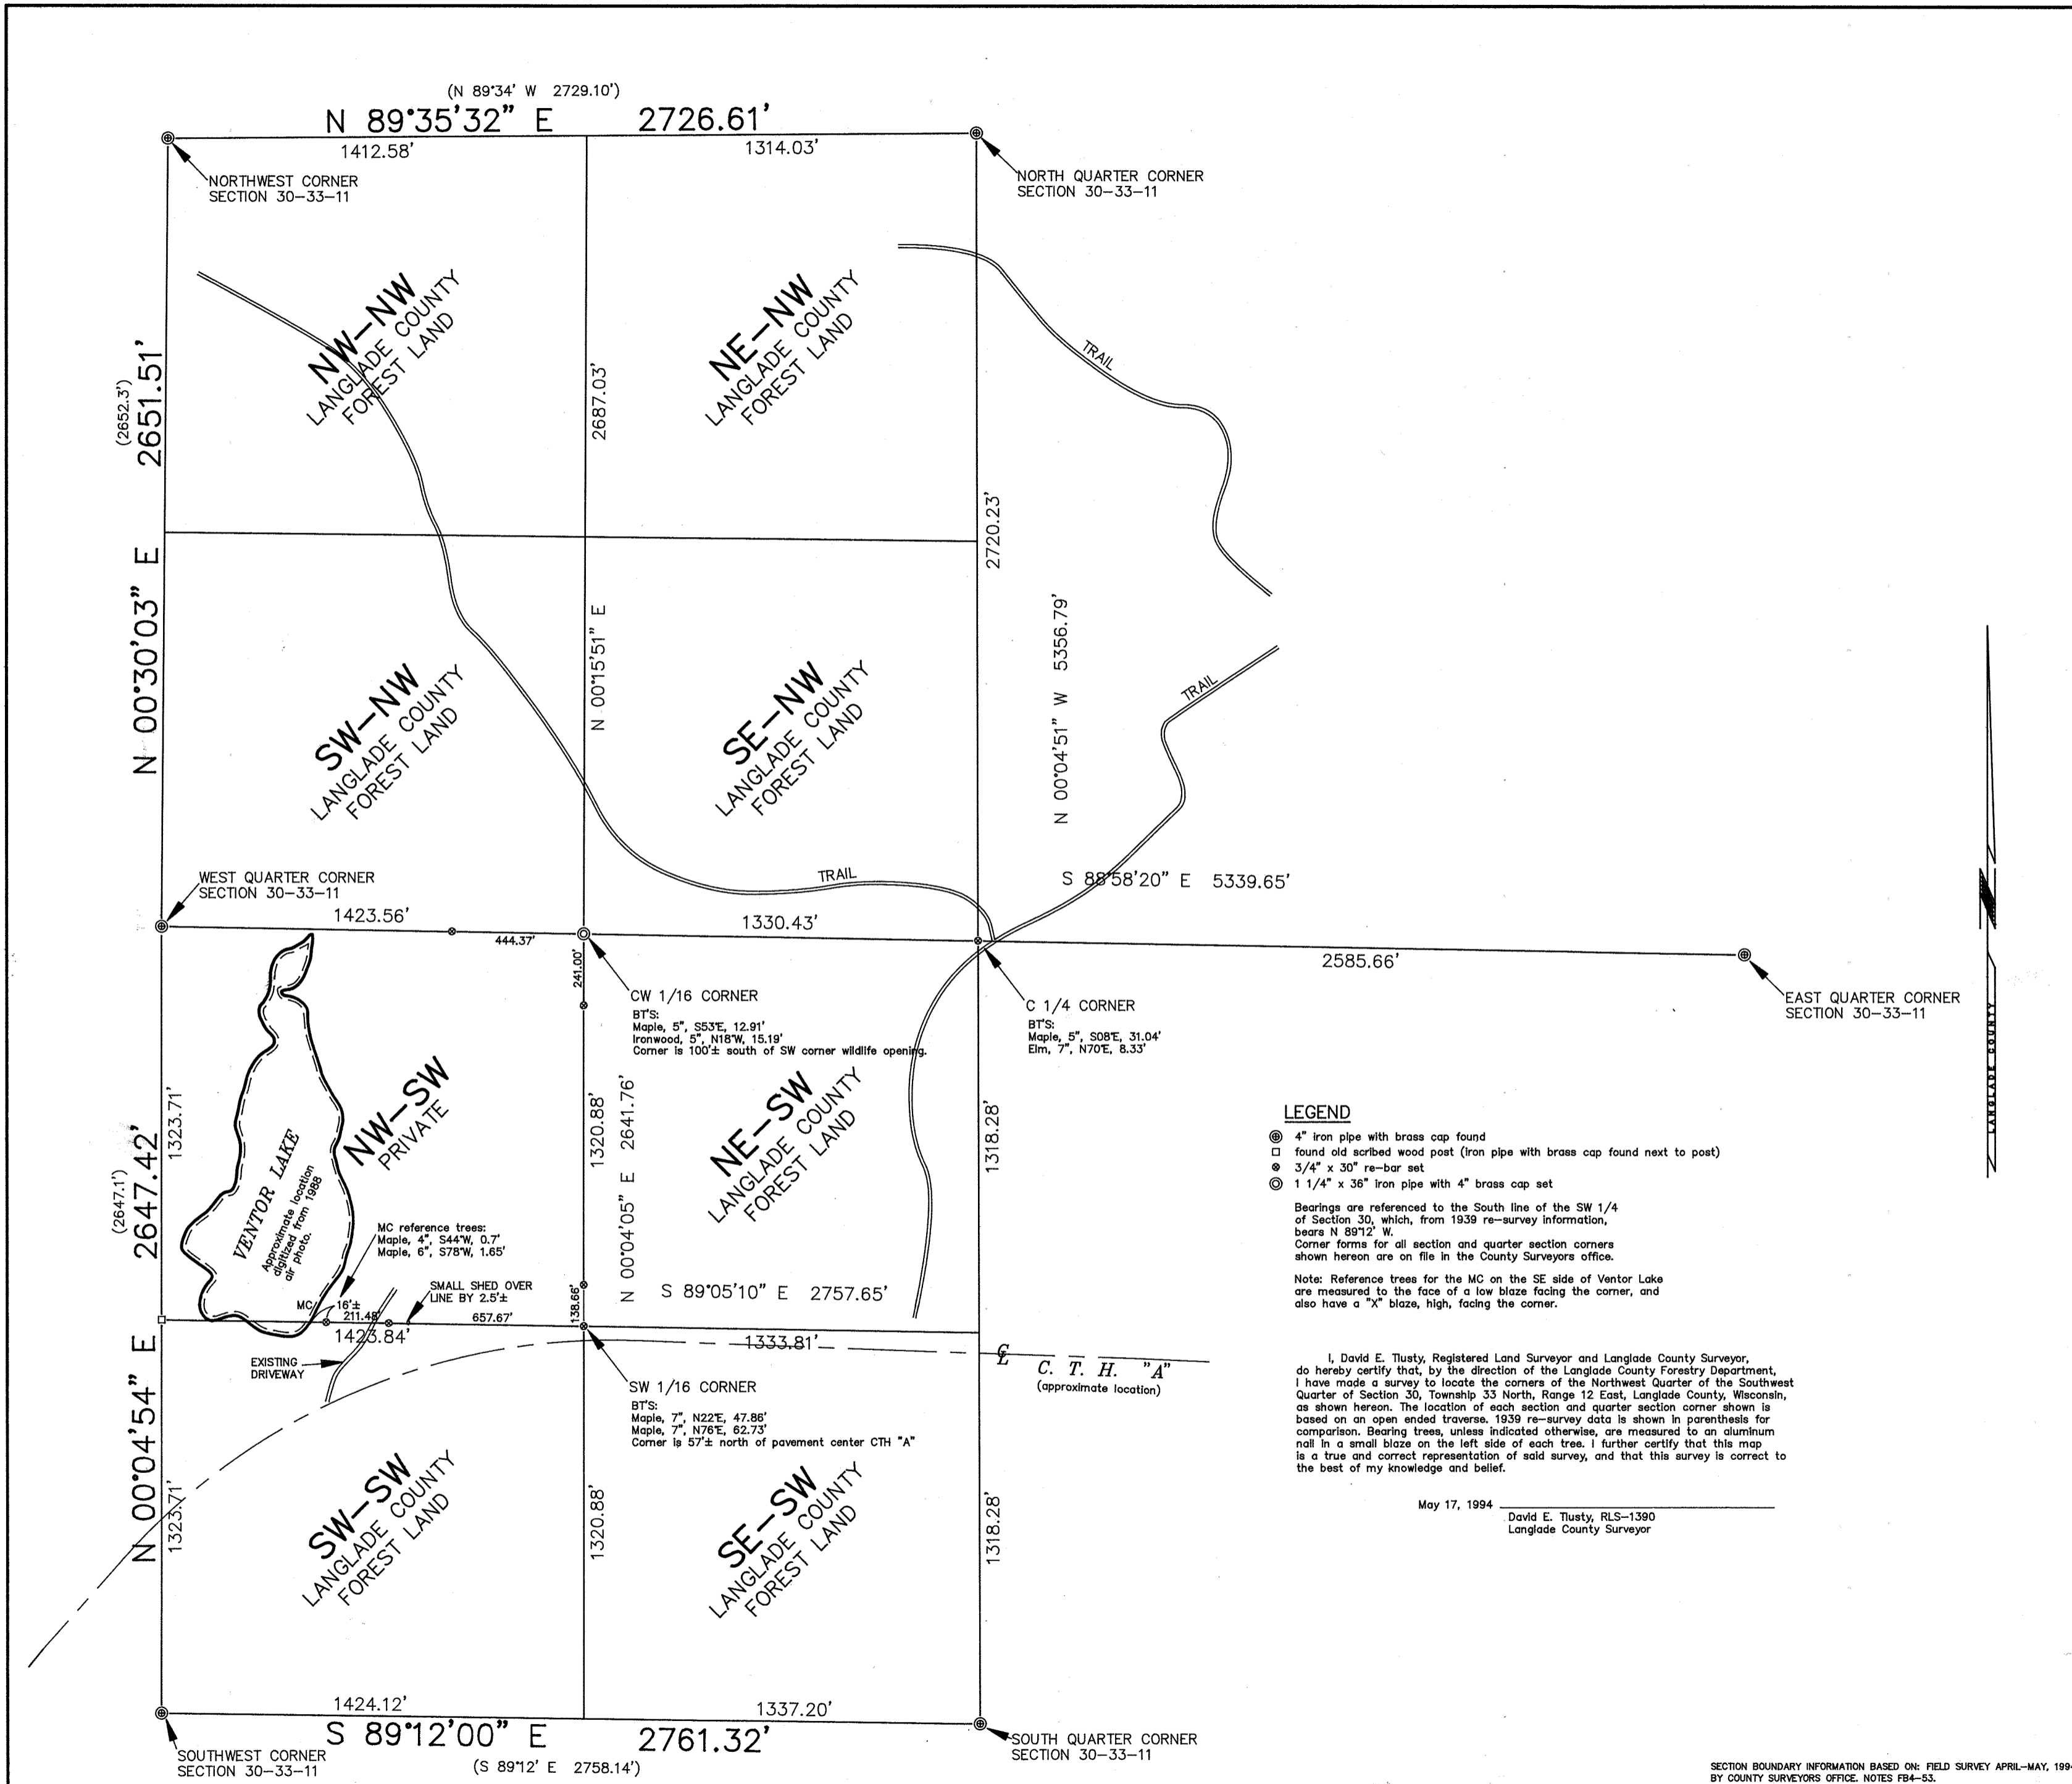 (N 89°34' W 2729.10')
N 89°35'32" E 2726.61'
1412.58'
1314.03'
NORTHWEST CORNER
SECTION 30-33-11
NORTH QUARTER CORNER
SECTION 30-33-11
NW-NW
LANGLADE COUNTY
FOREST LAND
NE-NW
LANGLADE COUNTY
FOREST LAND
TRAIL
(2652.3')
2651.51'
N 00°30'03" E
2687.03'
N 00°15'51" E
2720.23'
N 00°04'51" W 5356.79'
SW-NW
LANGLADE COUNTY
FOREST LAND
SE-NW
LANGLADE COUNTY
FOREST LAND
TRAIL
TRAIL
WEST QUARTER CORNER
SECTION 30-33-11
1423.56'
444.37'
1330.43'
S 88°58'20" E 5339.65'
2585.66'
EAST QUARTER CORNER
SECTION 30-33-11
241.00'
CW 1/16 CORNER
BT'S:
Maple, 5", S53°E, 12.91'
Ironwood, 5", N18°W, 15.19'
Corner is 100'± south of SW corner wildlife opening.
C 1/4 CORNER
BT'S:
Maple, 5", S08°E, 31.04'
Elm, 7", N70°E, 8.33'
NW-SW
PRIVATE
NE-SW
LANGLADE COUNTY
FOREST LAND
1323.71'
(2647.1')
2647.42'
N 00°04'54" E
1320.88'
N 00°04'05" E 2641.76'
1318.28'
VENTOR LAKE
Approximate location
digitized from 1988
air photo.
MC reference trees:
Maple, 4", S44°W, 0.7'
Maple, 6", S78°W, 1.65'
SMALL SHED OVER
LINE BY 2.5'±
MC
16'±
211.48'
657.67'
138.66'
1423.84'
S 89°05'10" E 2757.65'
1333.81'
EXISTING
DRIVEWAY
SW 1/16 CORNER
BT'S:
Maple, 7", N22°E, 47.86'
Maple, 7", N76°E, 62.73'
Corner is 57'± north of pavement center CTH "A"
CL
C. T. H. "A"
(approximate location)
1323.71'
1320.88'
1318.28'
SW-SW
LANGLADE COUNTY
FOREST LAND
SE-SW
LANGLADE COUNTY
FOREST LAND
1424.12'
1337.20'
S 89°12'00" E 2761.32'
(S 89°12' E 2758.14')
SOUTHWEST CORNER
SECTION 30-33-11
SOUTH QUARTER CORNER
SECTION 30-33-11
LEGEND
4" iron pipe with brass cap found
found old scribed wood post (iron pipe with brass cap found next to post)
3/4" x 30" re-bar set
1 1/4" x 36" iron pipe with 4" brass cap set
Bearings are referenced to the South line of the SW 1/4
of Section 30, which, from 1939 re-survey information,
bears N 89°12' W.
Corner forms for all section and quarter section corners
shown hereon are on file in the County Surveyors office.
Note: Reference trees for the MC on the SE side of Ventor Lake
are measured to the face of a low blaze facing the corner, and
also have a "X" blaze, high, facing the corner.
I, David E. Tlusty, Registered Land Surveyor and Langlade County Surveyor,
do hereby certify that, by the direction of the Langlade County Forestry Department,
I have made a survey to locate the corners of the Northwest Quarter of the Southwest
Quarter of Section 30, Township 33 North, Range 12 East, Langlade County, Wisconsin,
as shown hereon. The location of each section and quarter section corner shown is
based on an open ended traverse. 1939 re-survey data is shown in parenthesis for
comparison. Bearing trees, unless indicated otherwise, are measured to an aluminum
nail in a small blaze on the left side of each tree. I further certify that this map
is a true and correct representation of said survey, and that this survey is correct to
the best of my knowledge and belief.
May 17, 1994
David E. Tlusty, RLS-1390
Langlade County Surveyor
N
LANGLADE COUNTY
SECTION BOUNDARY INFORMATION BASED ON: FIELD SURVEY APRIL-MAY, 199
BY COUNTY SURVEYORS OFFICE. NOTES FB4-53.